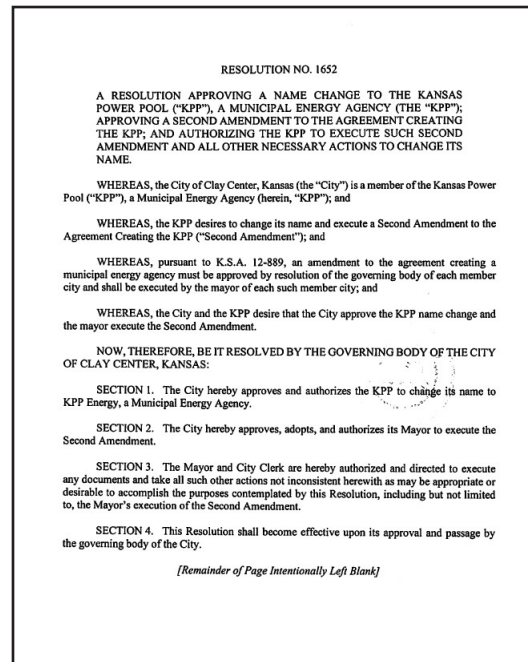 RESOLUTION NO. 1652
A RESOLUTION APPROVING A NAME CHANGE TO THE KANSAS
POWER POOL ("KPP"), A MUNICIPAL ENERGY AGENCY (THE "KPP");
APPROVING A SECOND AMENDMENT TO THE AGREEMENT CREATING
THE KPP; AND AUTHORIZING THE KPP TO EXECUTE SUCH SECOND
AMENDMENT AND ALL OTHER NECESSARY ACTIONS TO CHANGE ITS
NAME.
WHEREAS, the City of Clay Center, Kansas (the "City") is a member of the Kansas Power
Pool ("KPP"), a Municipal Energy Agency (herein, "KPP"); and
WHEREAS, the KPP desires to change its name and execute a Second Amendment to the
Agreement Creating the KPP ("Second Amendment"); and
WHEREAS, pursuant to K.S.A. 12-889, an amendment to the agreement creating a
municipal energy agency must be approved by resolution of the governing body of each member
city and shall be executed by the mayor of each such member city; and
WHEREAS, the City and the KPP desire that the City approve the KPP name change and
the mayor execute the Second Amendment.
NOW, THEREFORE, BE IT RESOLVED BY THE GOVERNING BODY OF THE CITY
OF CLAY CENTER, KANSAS:
SECTION 1. The City hereby approves and authorizes the KPP to change its name to
KPP Energy, a Municipal Energy Agency.
SECTION 2. The City hereby approves, adopts, and authorizes its Mayor to execute the
Second Amendment.
SECTION 3. The Mayor and City Clerk are hereby authorized and directed to execute
any documents and take all such other actions not inconsistent herewith as may be appropriate or
desirable to accomplish the purposes contemplated by this Resolution, including but not limited
to, the Mayor's execution of the Second Amendment.
SECTION 4. This Resolution shall become effective upon its approval and passage by
the governing body of the City.
[Remainder of Page Intentionally Left Blank]